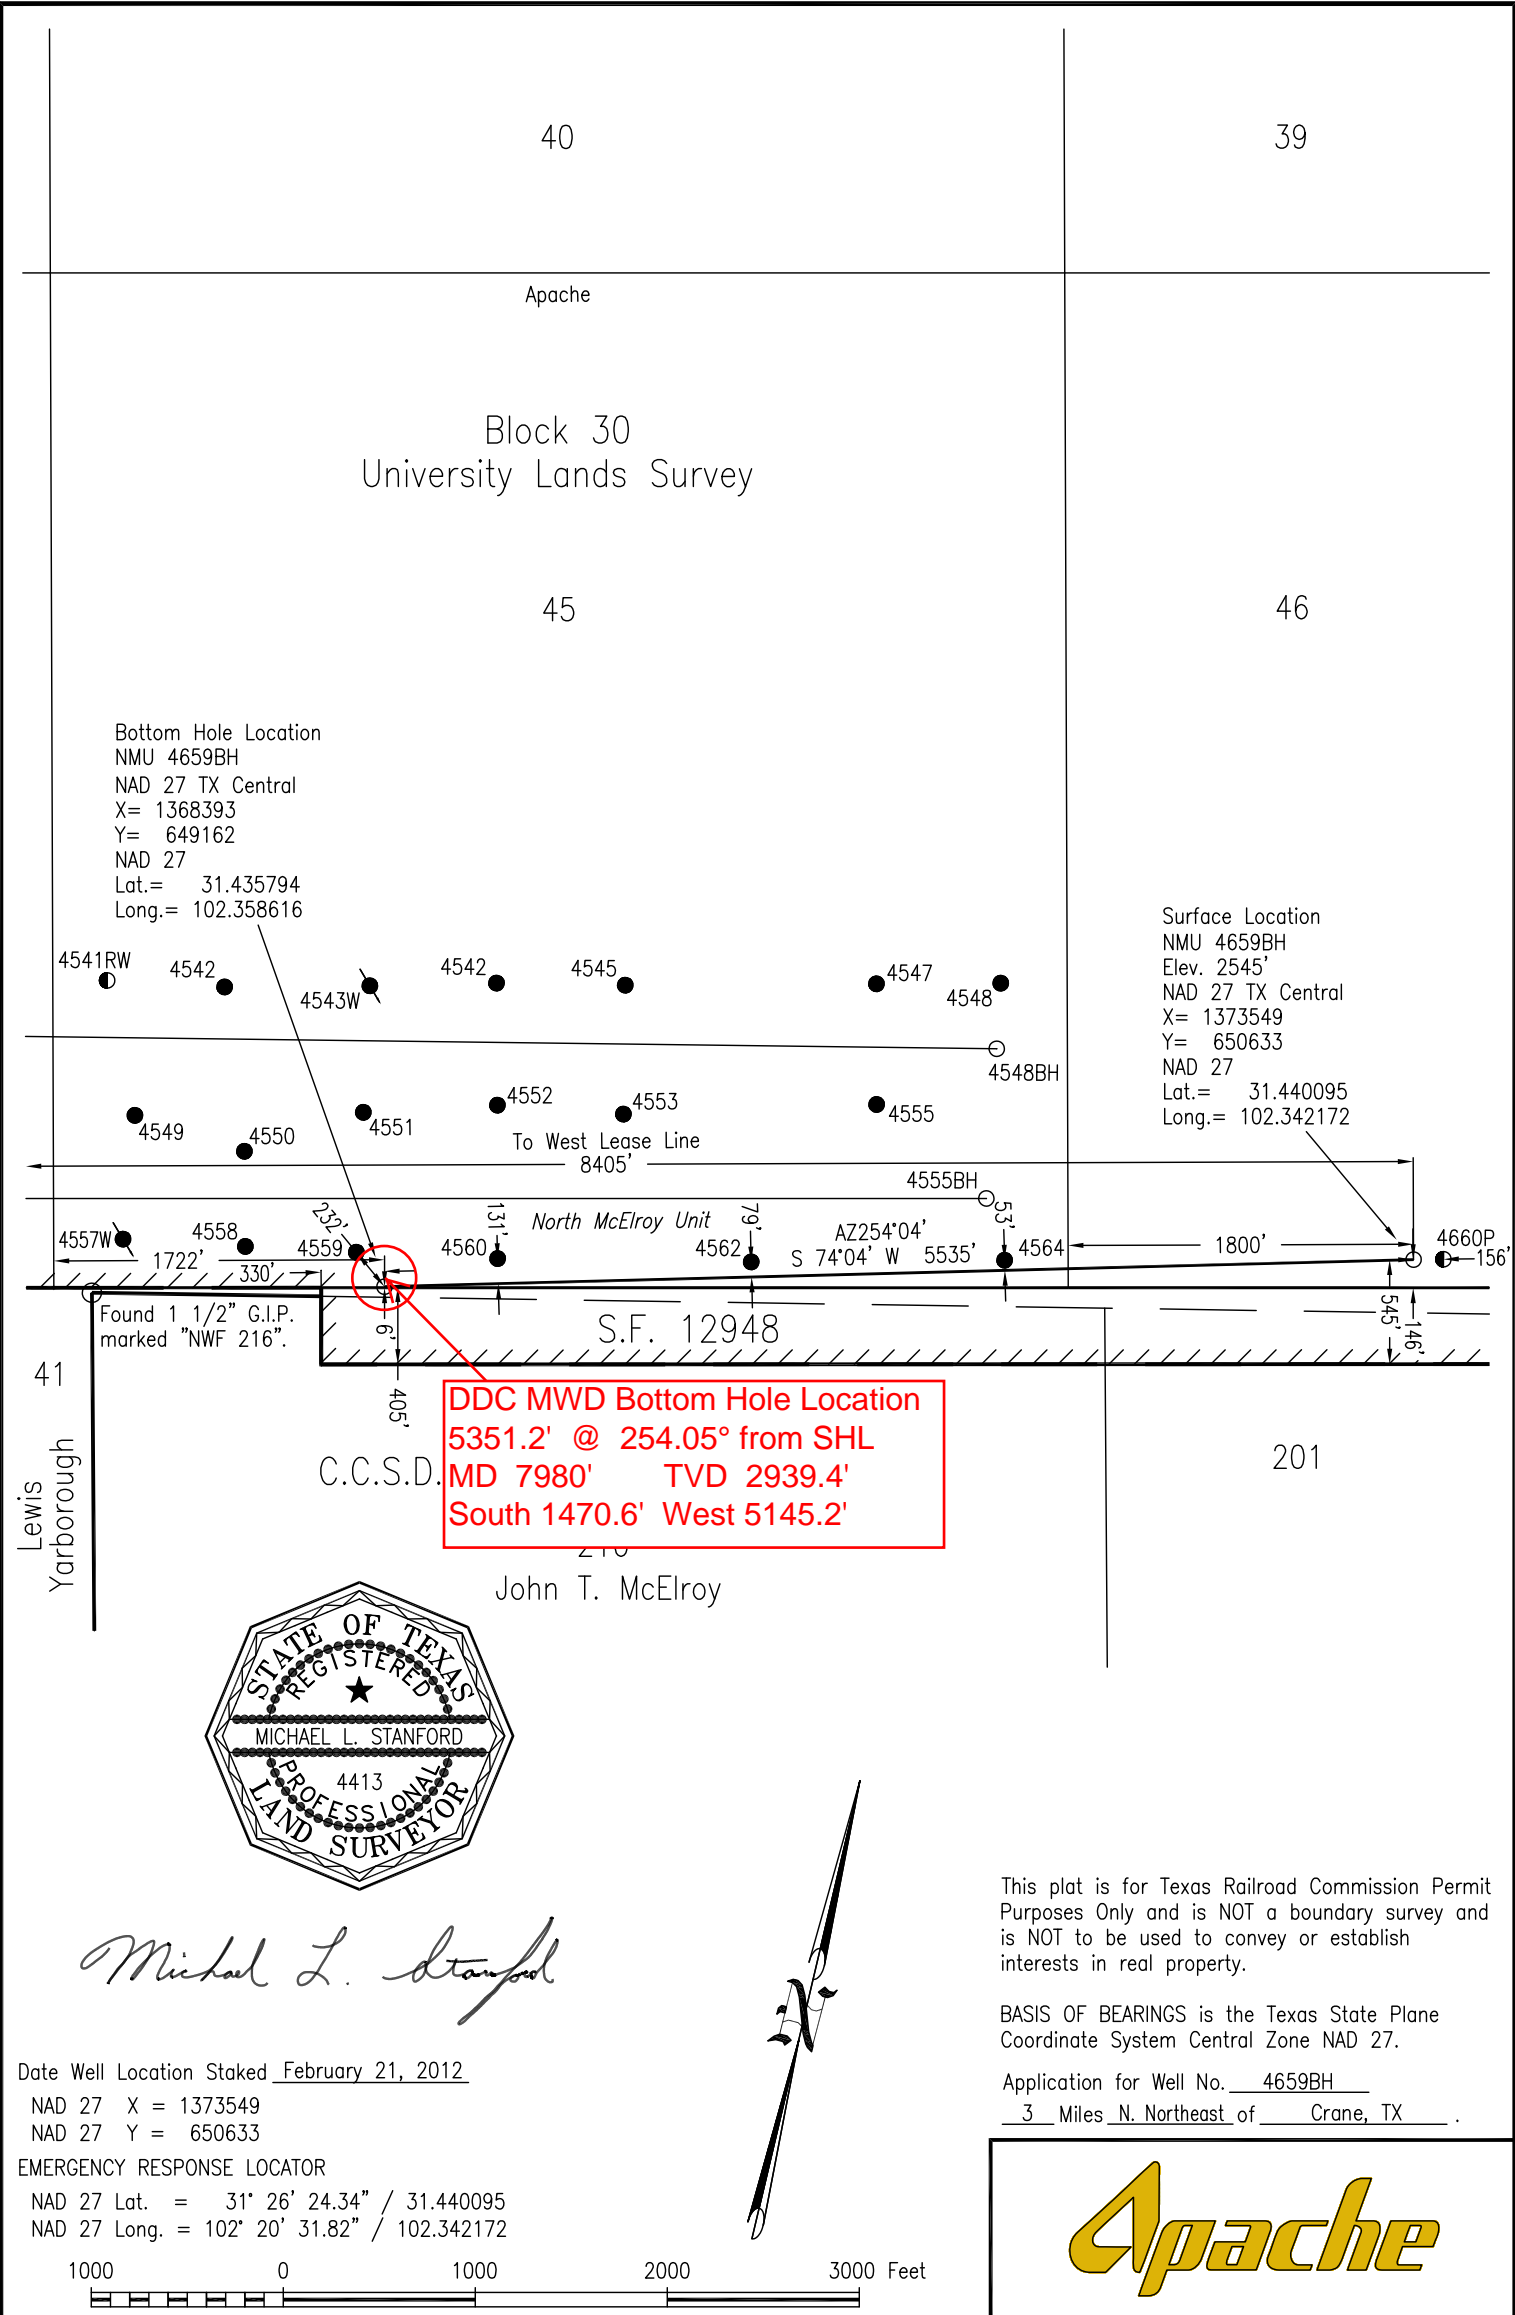 40
39
Apache
Block 30
University Lands Survey
45
46
Bottom Hole Location
NMU 4659BH
NAD 27 TX Central
X= 1368393
Y= 649162
NAD 27
Lat.= 31.435794
Long.= 102.358616
Surface Location
NMU 4659BH
Elev. 2545'
NAD 27 TX Central
X= 1373549
Y= 650633
NAD 27
Lat.= 31.440095
Long.= 102.342172
4541RW
4542
4543W
4542
4545
4547
4548
4548BH
4549
4550
4551
4552
4553
4555
To West Lease Line
8405'
4555BH
4557W
4558
4559
232'
4560
131'
North McElroy Unit
4562
79'
AZ254°04'
S 74°04' W 5535'
53'
4564
1800'
4660P
156'
1722'
330'
Found 1 1/2" G.I.P.
marked "NWF 216".
6'
S.F. 12948
545'
146'
405'
41
Lewis
Yarborough
C.C.S.D.
DDC MWD Bottom Hole Location
5351.2' @ 254.05° from SHL
MD 7980' TVD 2939.4'
South 1470.6' West 5145.2'
201
John T. McElroy
STATE OF TEXAS
REGISTERED
MICHAEL L. STANFORD
4413
PROFESSIONAL
LAND SURVEYOR
Michael L. Stanford
N
This plat is for Texas Railroad Commission Permit
Purposes Only and is NOT a boundary survey and
is NOT to be used to convey or establish
interests in real property.
BASIS OF BEARINGS is the Texas State Plane
Coordinate System Central Zone NAD 27.
Application for Well No. 4659BH
3 Miles N. Northeast of Crane, TX .
Date Well Location Staked February 21, 2012
NAD 27 X = 1373549
NAD 27 Y = 650633
EMERGENCY RESPONSE LOCATOR
NAD 27 Lat. = 31° 26' 24.34" / 31.440095
NAD 27 Long. = 102° 20' 31.82" / 102.342172
1000 0 1000 2000 3000 Feet
Apache